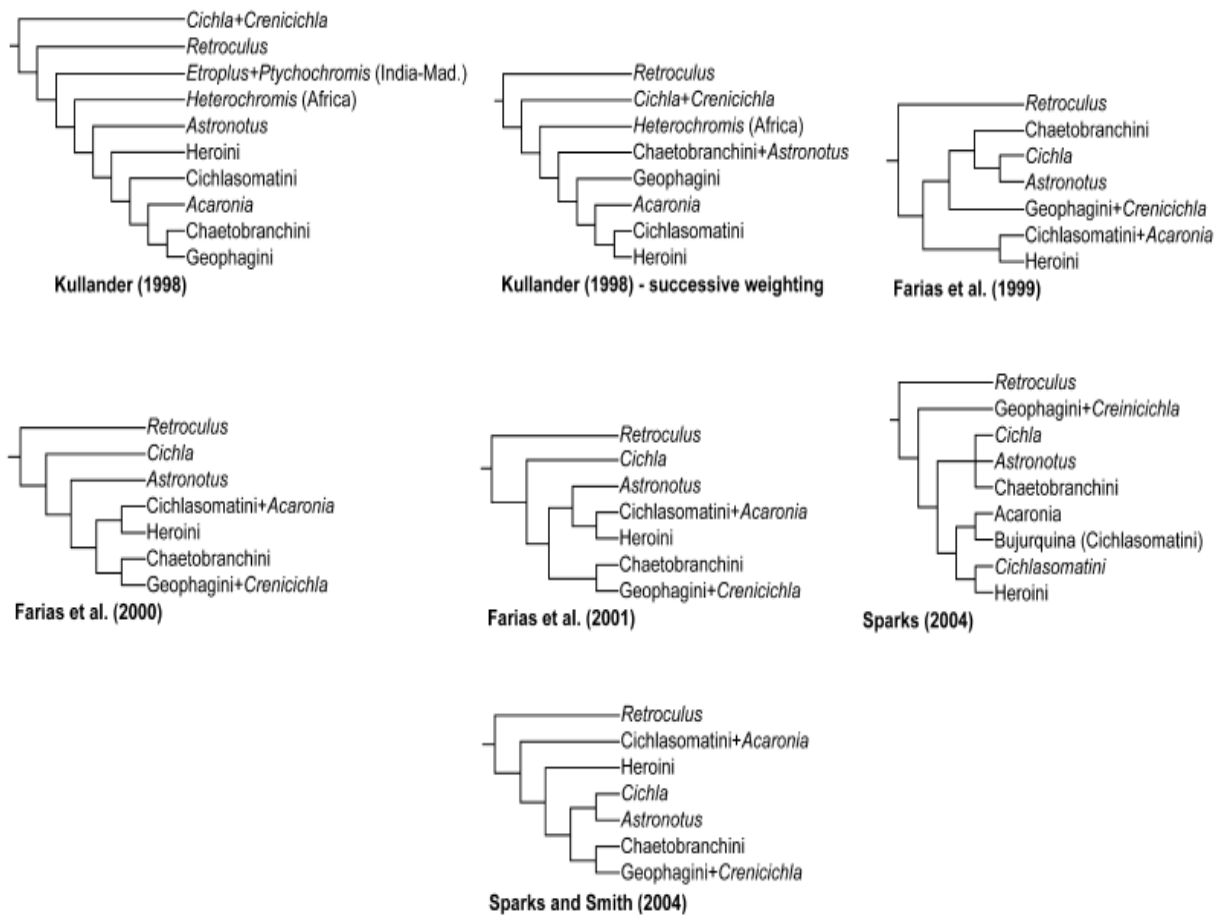 Cichla+Crenicichla
Retroculus
Etroplus+Ptychochromis (India-Mad.)
Heterochromis (Africa)
Astronotus
Heroini
Cichlasomatini
Acaronia
Chaetobranchini
Geophagini
Kullander (1998)
Retroculus
Cichla+Crenicichla
Heterochromis (Africa)
Chaetobranchini+Astronotus
Geophagini
Acaronia
Cichlasomatini
Heroini
Kullander (1998) - successive weighting
Retroculus
Chaetobranchini
Cichla
Astronotus
Geophagini+Crenicichla
Cichlasomatini+Acaronia
Heroini
Farias et al. (1999)
Retroculus
Cichla
Astronotus
Cichlasomatini+Acaronia
Heroini
Chaetobranchini
Geophagini+Crenicichla
Farias et al. (2000)
Retroculus
Cichla
Astronotus
Cichlasomatini+Acaronia
Heroini
Chaetobranchini
Geophagini+Crenicichla
Farias et al. (2001)
Retroculus
Geophagini+Creinicichla
Cichla
Astronotus
Chaetobranchini
Acaronia
Bujurquina (Cichlasomatini)
Cichlasomatini
Heroini
Sparks (2004)
Retroculus
Cichlasomatini+Acaronia
Heroini
Cichla
Astronotus
Chaetobranchini
Geophagini+Crenicichla
Sparks and Smith (2004)